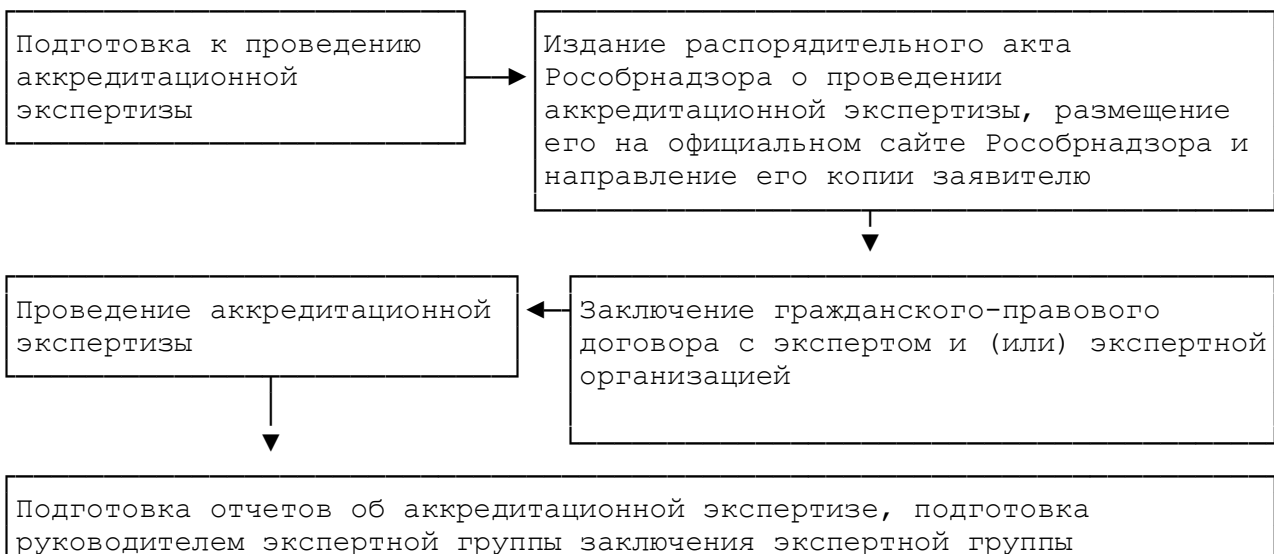 Подготовка к проведению
аккредитационной
экспертизы
Издание распорядительного акта
Рособрнадзора о проведении
аккредитационной экспертизы, размещение
его на официальном сайте Рособрнадзора и
направление его копии заявителю
Проведение аккредитационной
экспертизы
Заключение гражданского-правового
договора с экспертом и (или) экспертной
организацией
Подготовка отчетов об аккредитационной экспертизе, подготовка
руководителем экспертной группы заключения экспертной группы